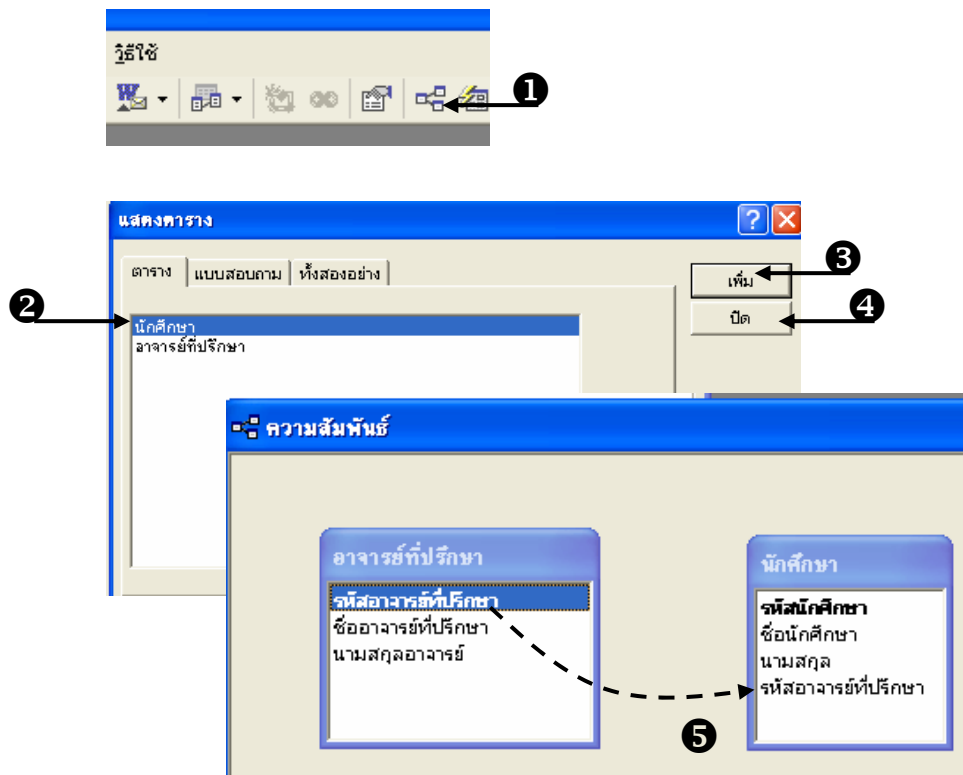 วิธีใช้
❶
แสดงตาราง
ตาราง แบบสอบถาม ทั้งสองอย่าง
เพิ่ม ❸
❷ นักศึกษา
ปิด ❹
อาจารย์ที่ปรึกษา
ความสัมพันธ์
อาจารย์ที่ปรึกษา
รหัสอาจารย์ที่ปรึกษา
ชื่ออาจารย์ที่ปรึกษา
นามสกุลอาจารย์
นักศึกษา
รหัสนักศึกษา
ชื่อนักศึกษา
นามสกุล
รหัสอาจารย์ที่ปรึกษา
❺